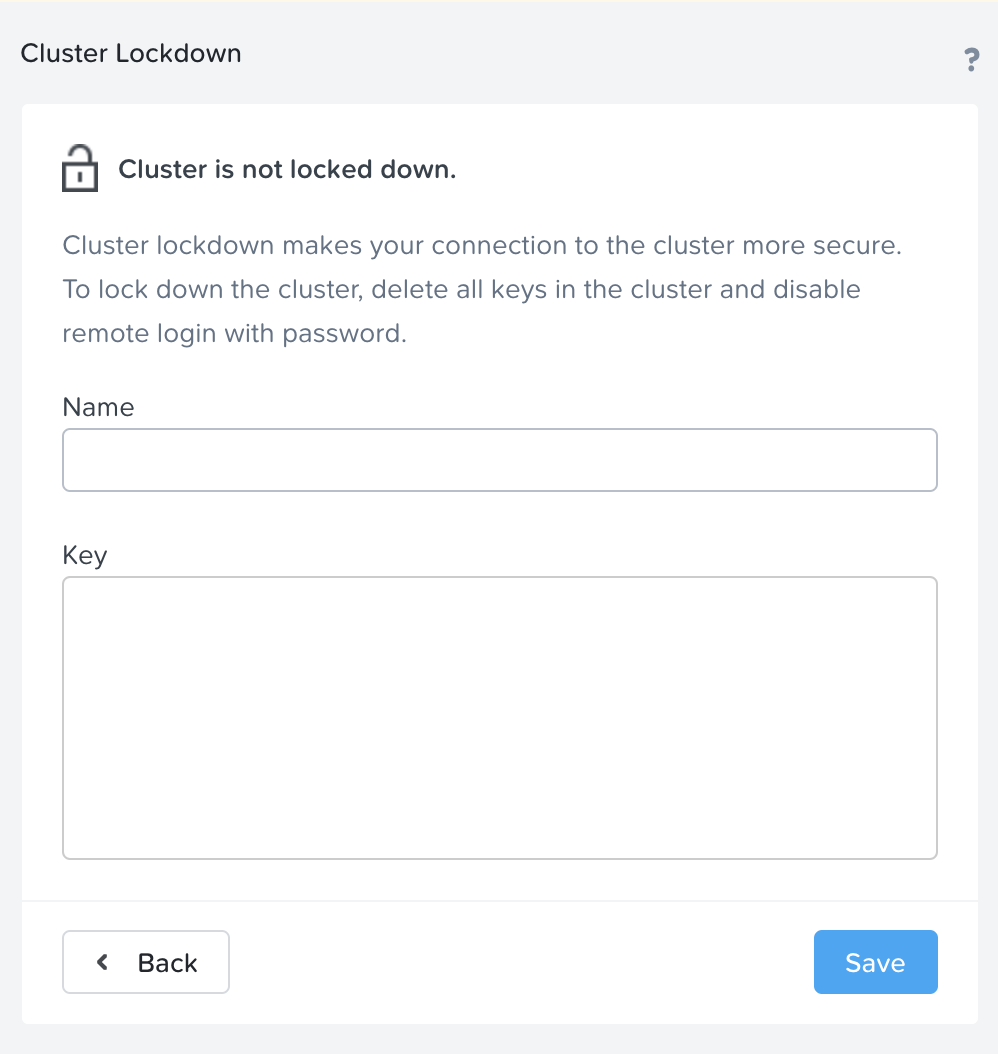 Cluster Lockdown
?
Cluster is not locked down.
Cluster lockdown makes your connection to the cluster more secure.
To lock down the cluster, delete all keys in the cluster and disable
remote login with password.
Name
Key
Back
Save